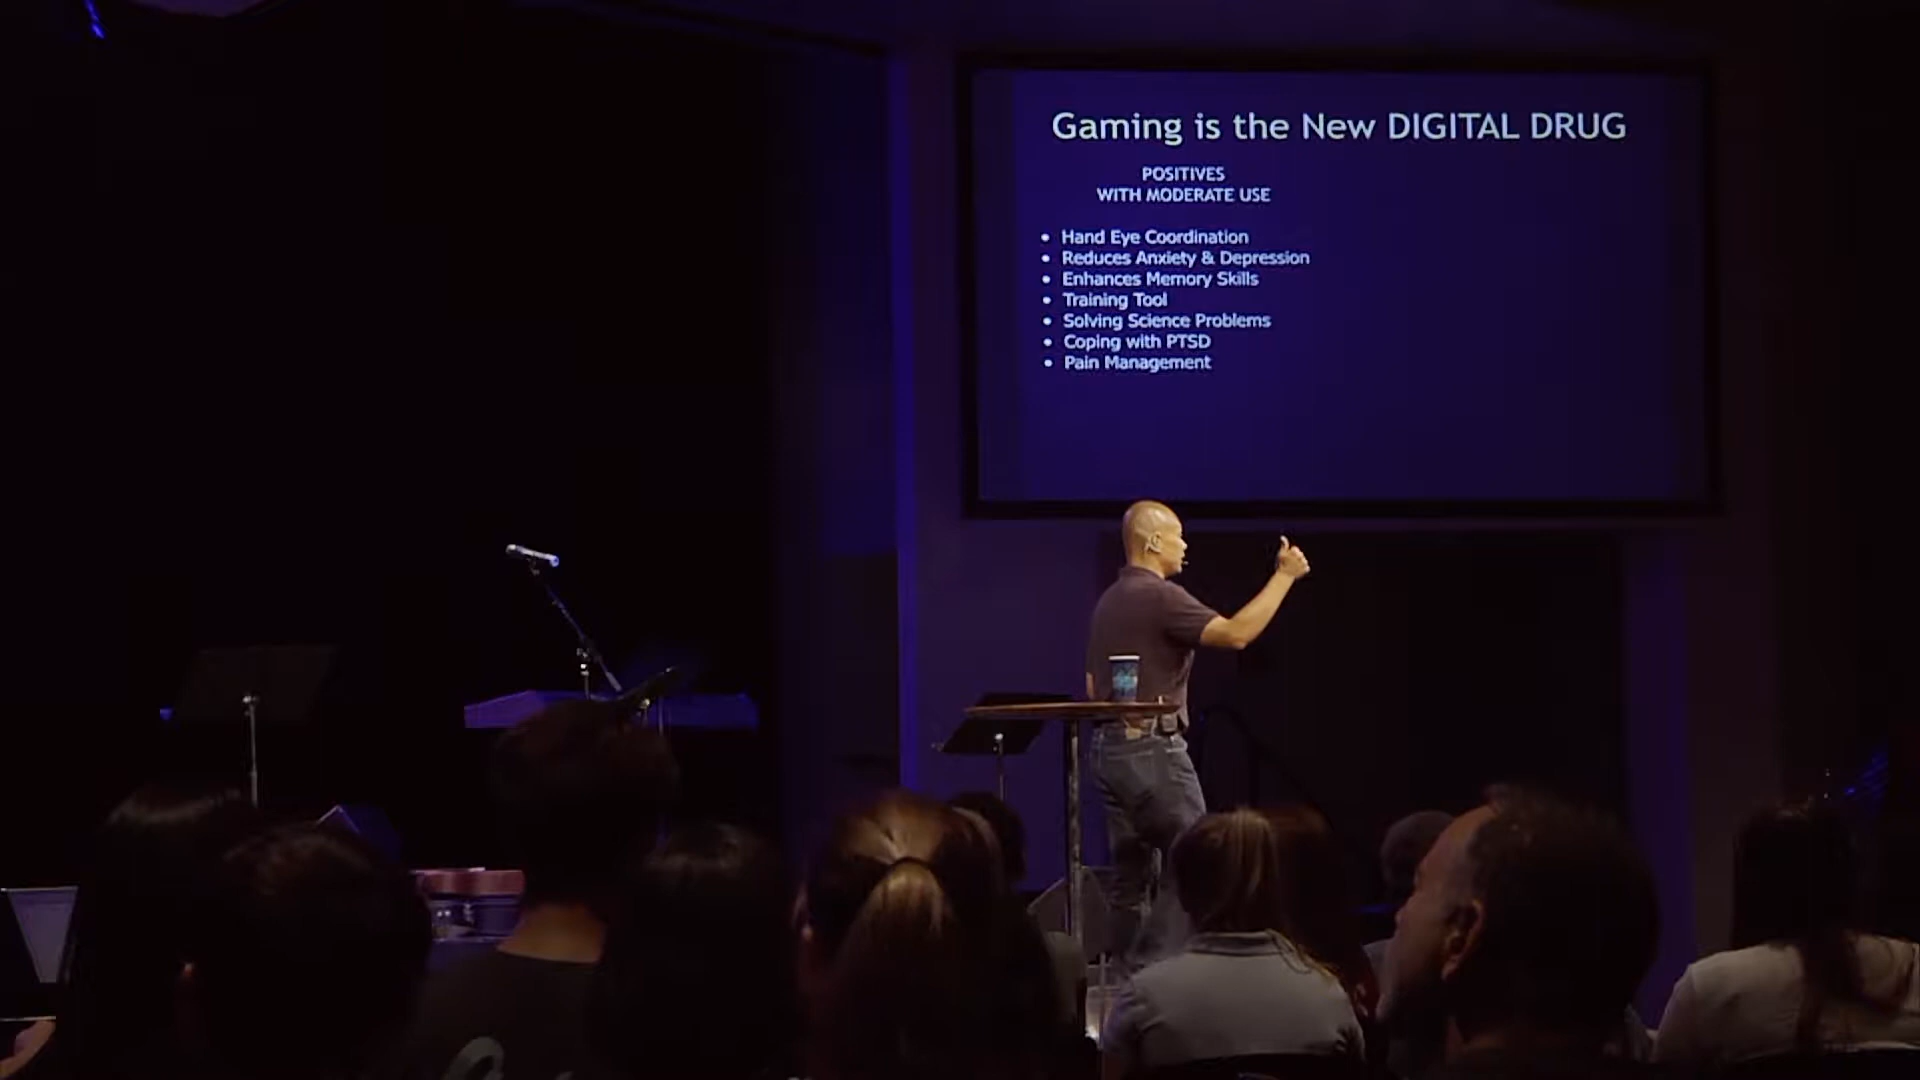 Gaming is the New DIGITAL DRUG
POSITIVES
WITH MODERATE USE
• Hand Eye Coordination
• Reduces Anxiety & Depression
• Enhances Memory Skills
• Training Tool
• Solving Science Problems
• Coping with PTSD
• Pain Management